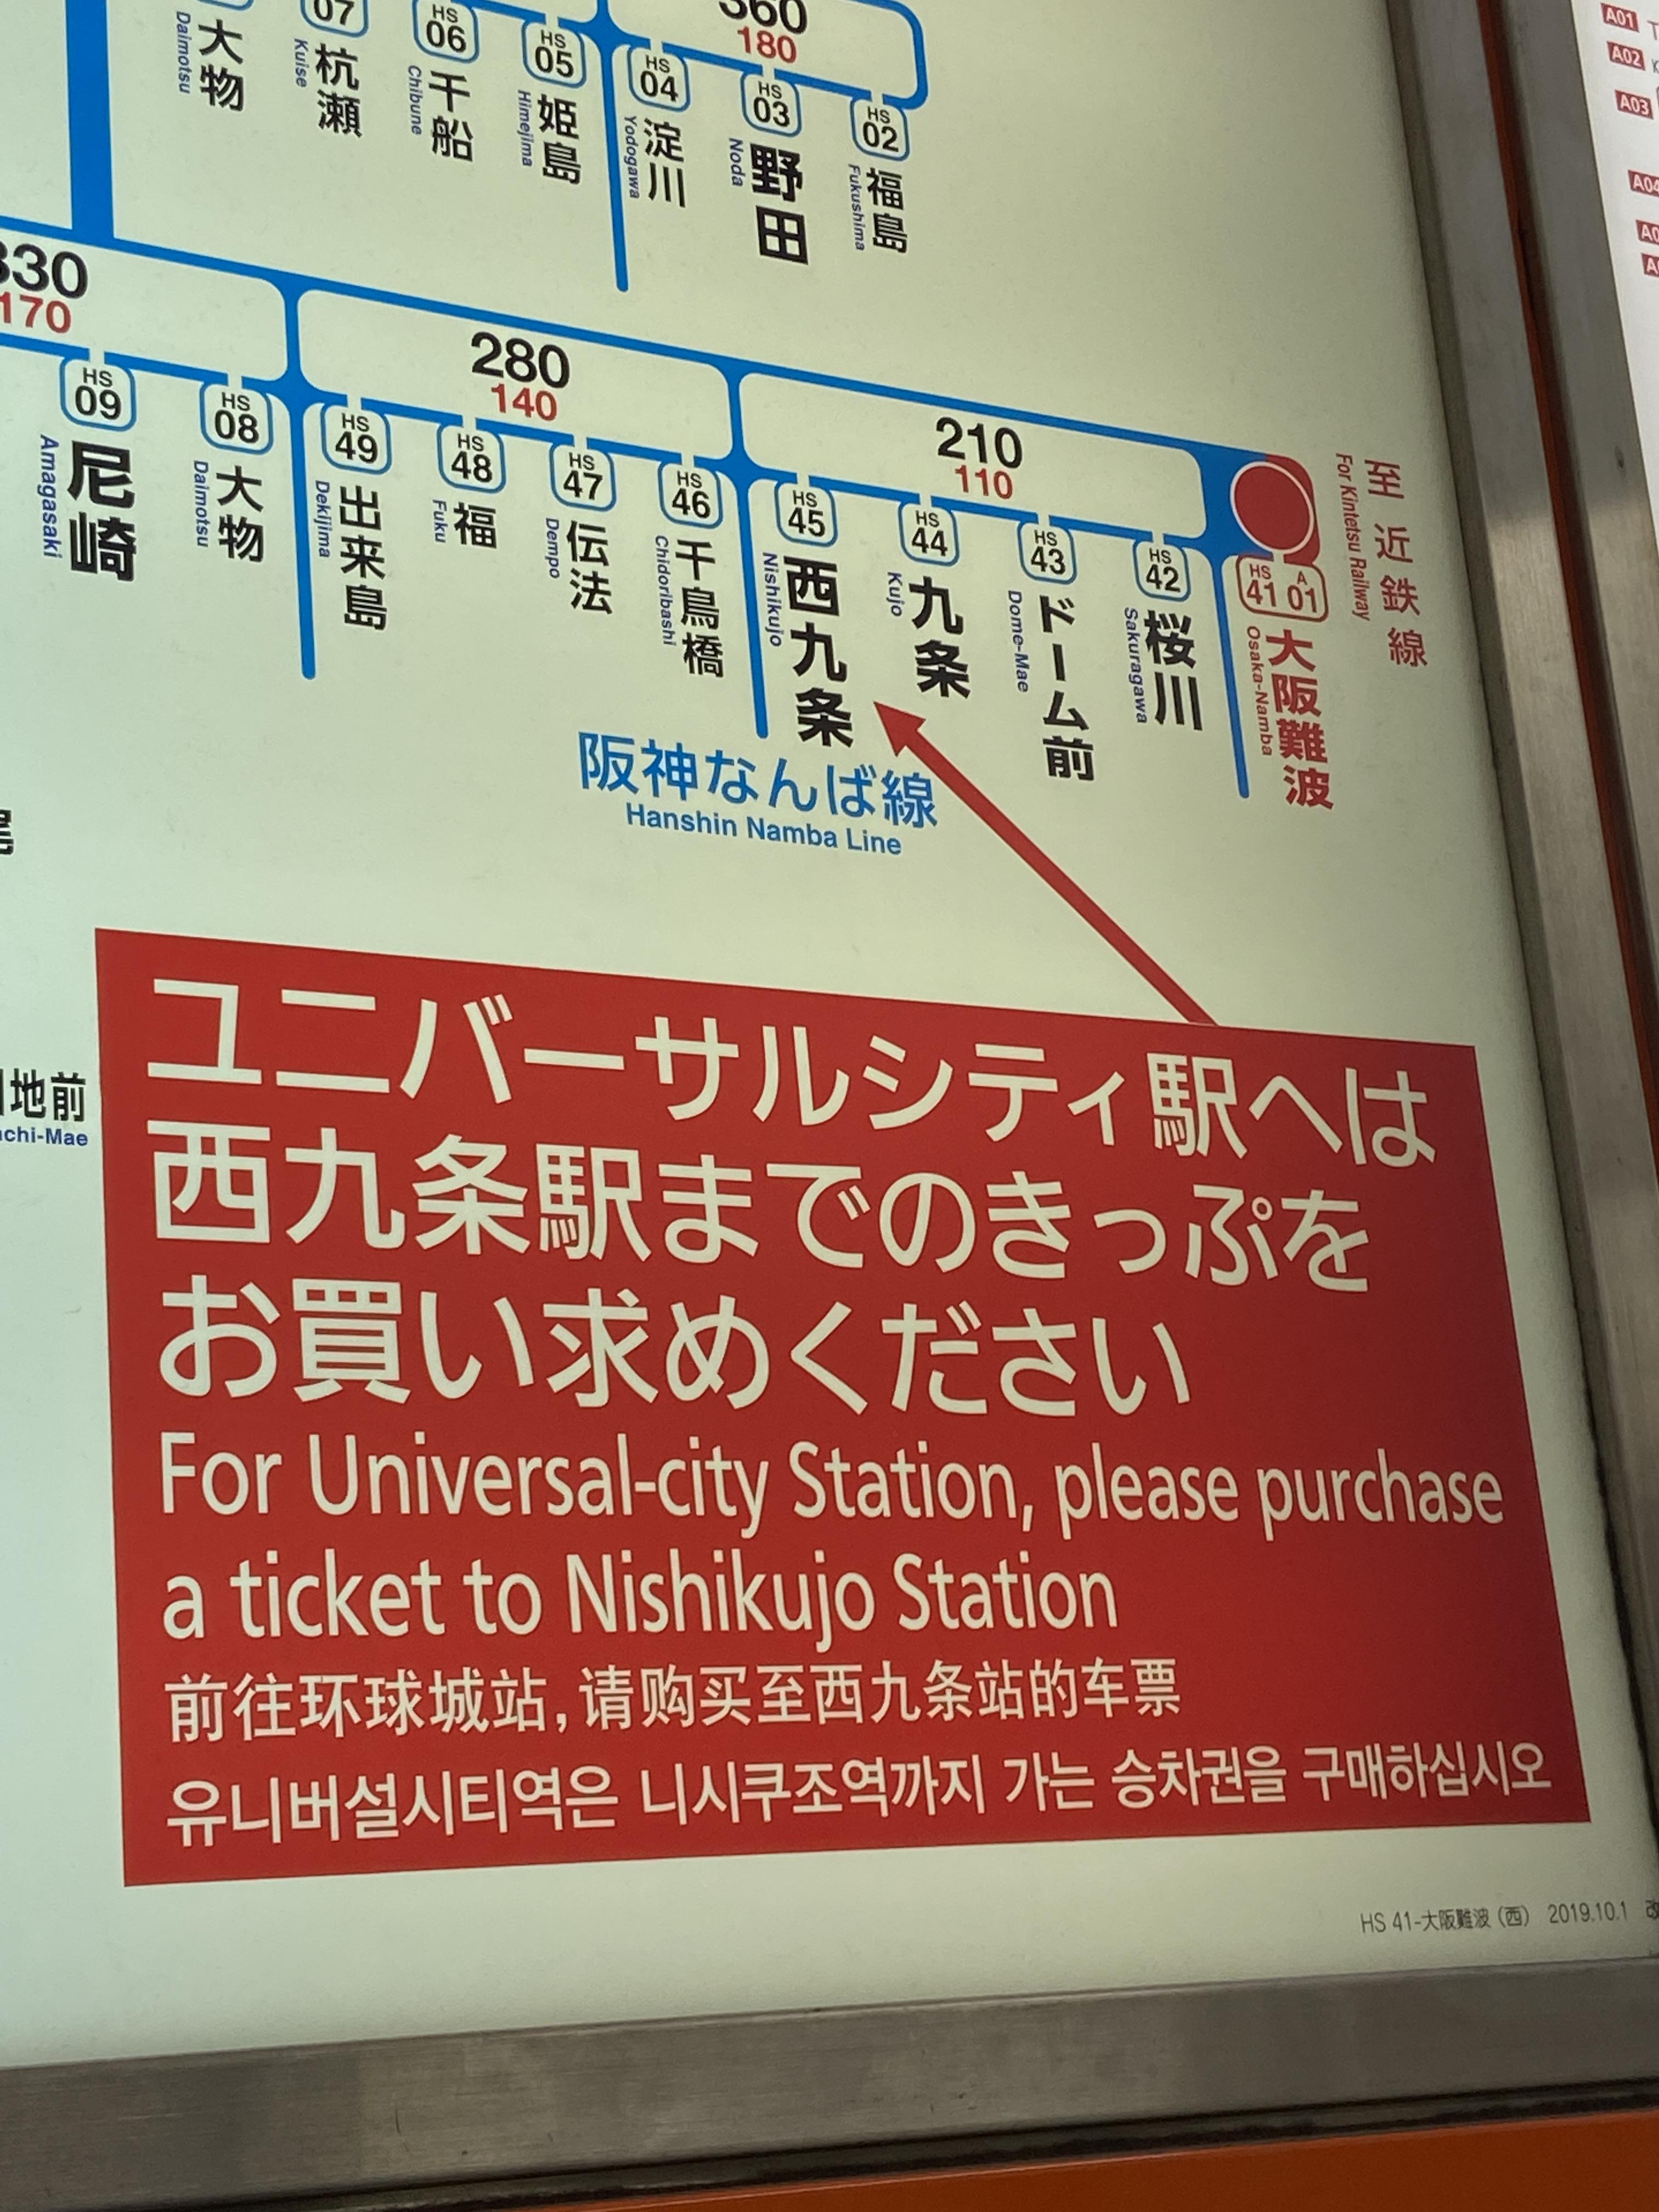 360
180
大物
Daimotsu
07
杭瀬
Kuise
HS
06
千船
Chibune
HS
05
姫島
Himejima
HS
04
淀川
Yodogawa
HS
03
野田
Noda
HS
02
福島
Fukushima
330
170
280
140
210
110
HS
09
尼崎
Amagasaki
HS
08
大物
Daimotsu
HS
49
出来島
Dekijima
HS
48
福
Fuku
HS
47
伝法
Dempo
HS
46
千鳥橋
Chidoribashi
HS
45
西九条
Nishikujo
HS
44
九条
Kujo
HS
43
ドーム前
Dome-Mae
HS
42
桜川
Sakuragawa
HS A
41 01
大阪難波
Osaka-Namba
至近鉄線
For Kintetsu Railway
阪神なんば線
Hanshin Namba Line
地前
achi-Mae
ユニバーサルシティ駅へは
西九条駅までのきっぷを
お買い求めください
For Universal-city Station, please purchase
a ticket to Nishikujo Station
前往环球城站,请购买至西九条站的车票
유니버설시티역은 니시쿠조역까지 가는 승차권을 구매하십시오
HS 41-大阪難波（西） 2019.10.1
A01
A02
A03
A04